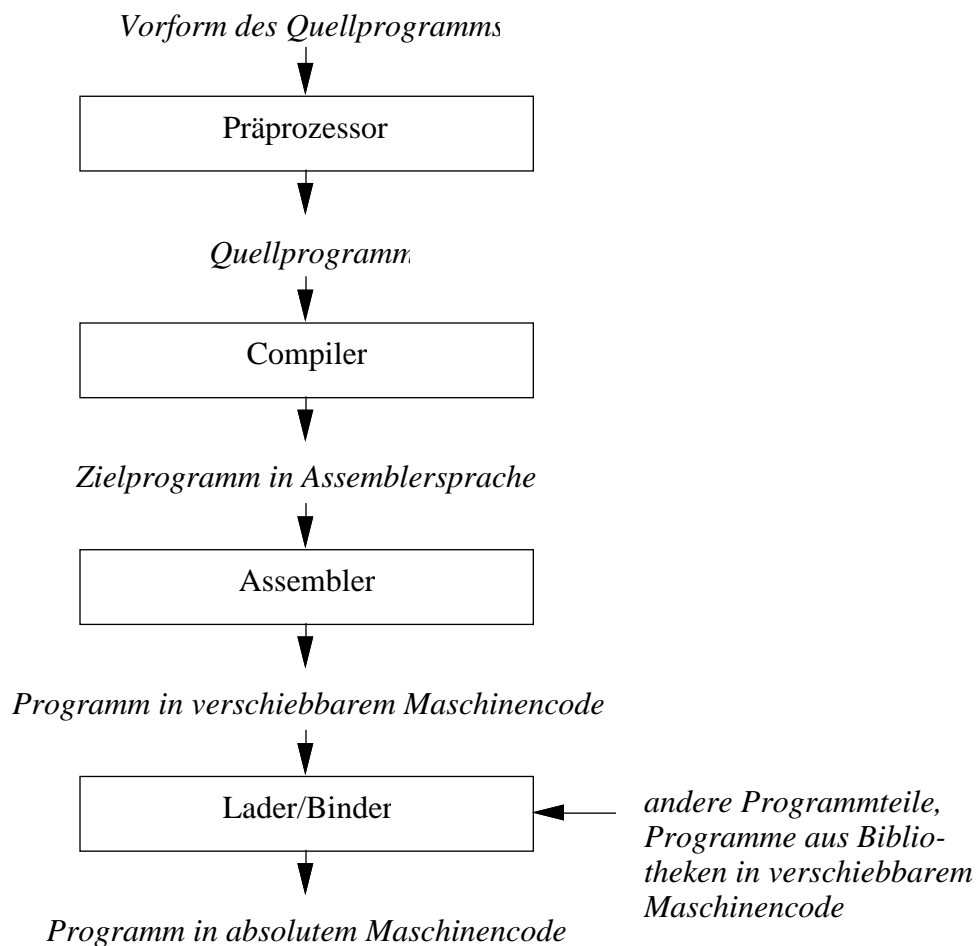 Vorform des Quellprogramms
Präprozessor
Quellprogramm
Compiler
Zielprogramm in Assemblersprache
Assembler
Programm in verschiebbarem Maschinencode
Lader/Binder
andere Programmteile,
Programme aus Biblio-
theken in verschiebbarem
Maschinencode
Programm in absolutem Maschinencode